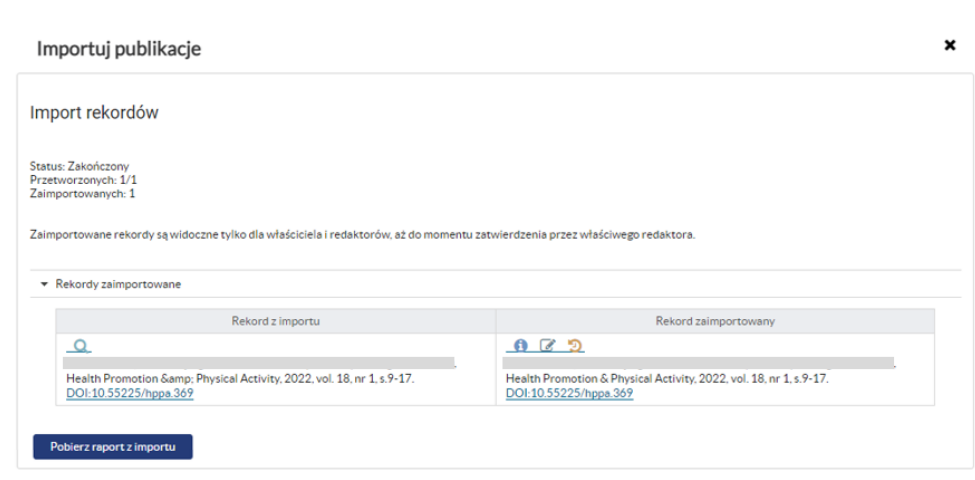 Importuj publikacje
Import rekordów
Status: Zakończony
Przetworzonych: 1/1
Zaimportowanych: 1
Zaimportowane rekordy są widoczne tylko dla właściciela i redaktorów, aż do momentu zatwierdzenia przez właściwego redaktora.
Rekordy zaimportowane
Rekord z importu
Rekord zaimportowany
Health Promotion &amp; Physical Activity, 2022, vol. 18, nr 1, s.9-17.
DOI:10.55225/hppa.369
Health Promotion & Physical Activity, 2022, vol. 18, nr 1, s.9-17.
DOI:10.55225/hppa.369
Pobierz raport z importu